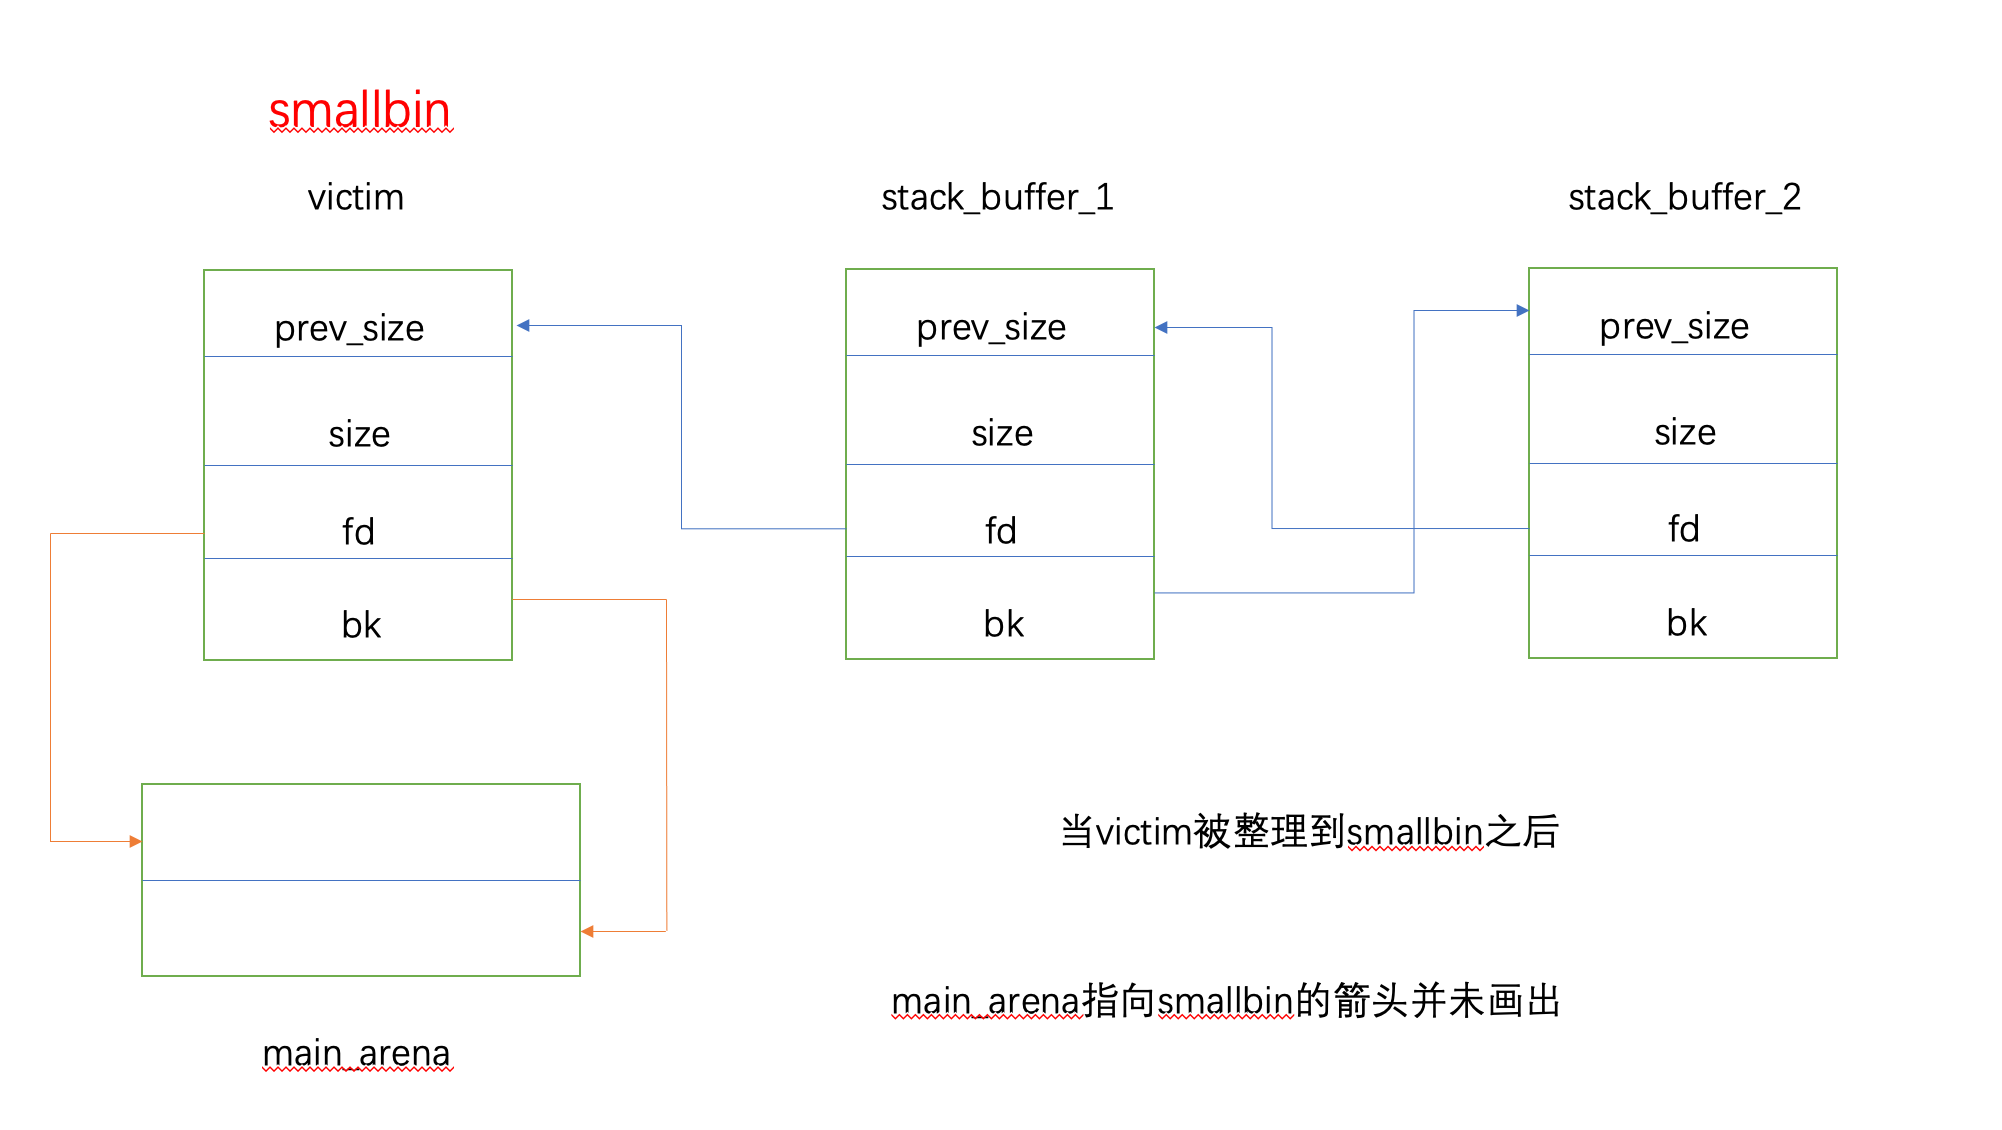 smallbin
victim
stack_buffer_1
stack_buffer_2
prev_size
prev_size
prev_size
size
size
size
fd
fd
fd
bk
bk
bk
当victim被整理到smallbin之后
main_arena指向smallbin的箭头并未画出
main_arena